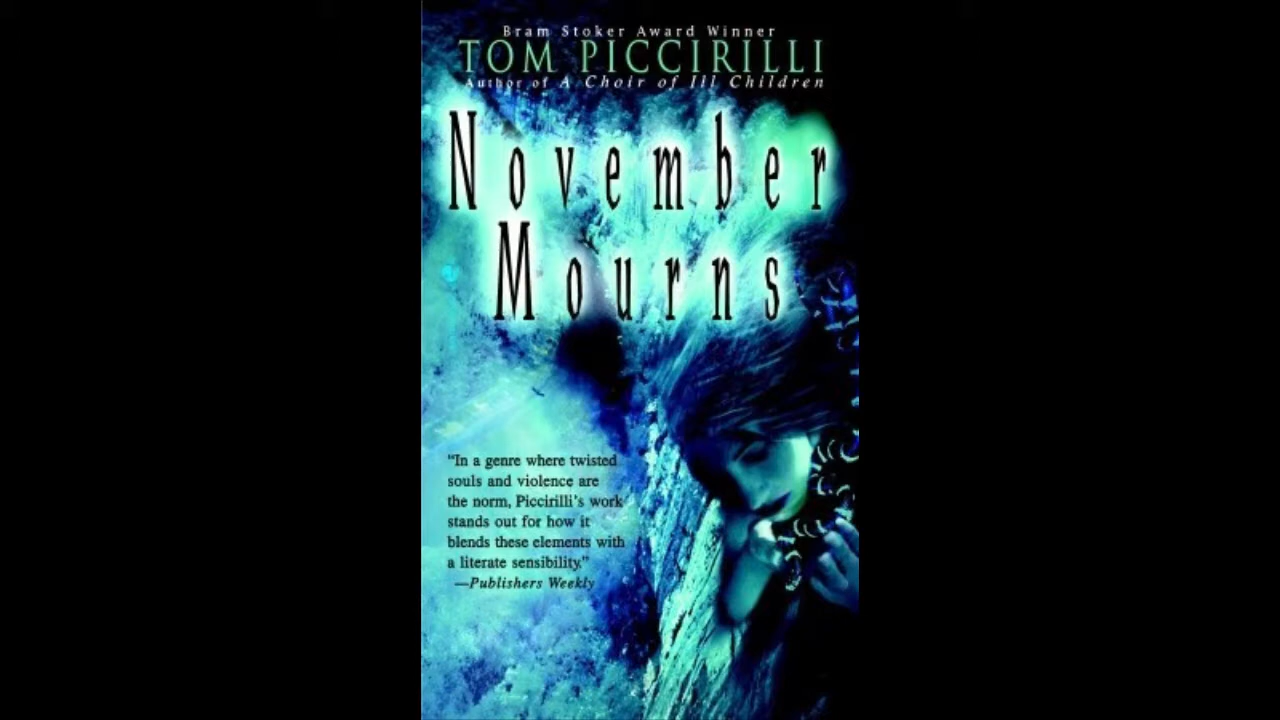 Bram Stoker Award Winner
TOM PICCIRILLI
Author of A Choir of Ill Children
November
Mourns
“In a genre where twisted
souls and violence are
the norm, Piccirilli’s work
stands out for how it
blends these elements with
a literate sensibility.”
—Publishers Weekly